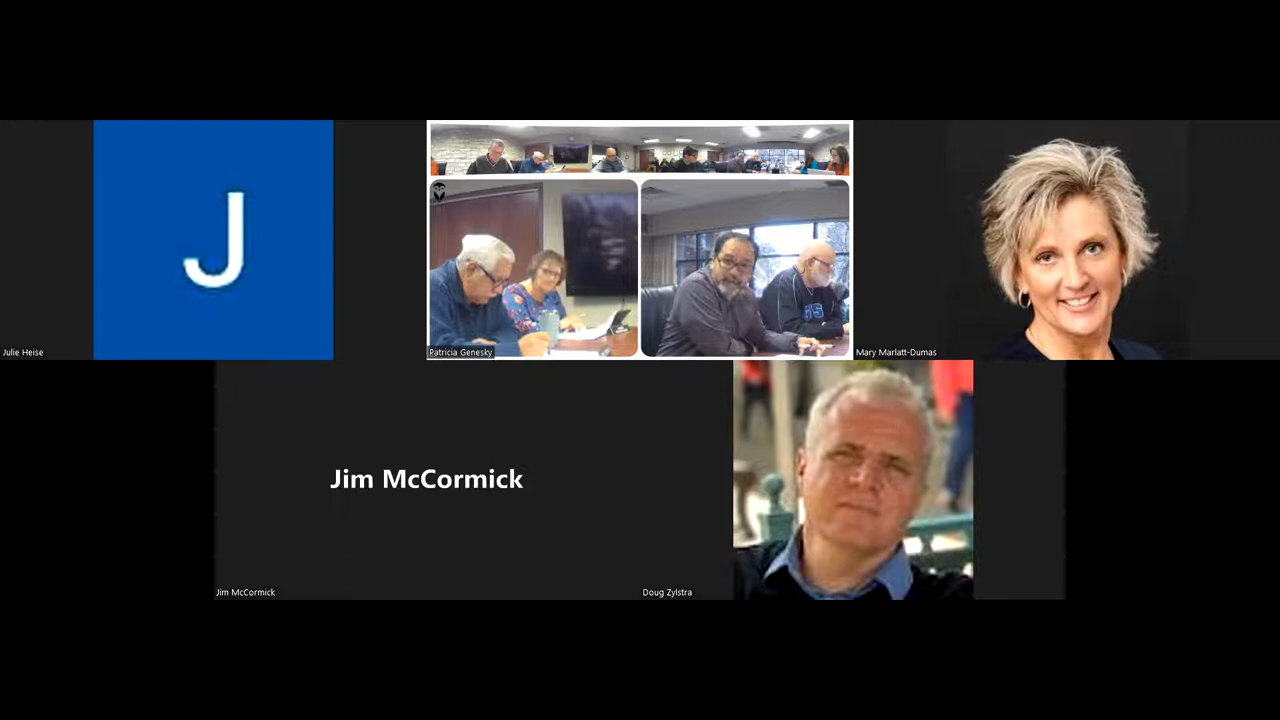 J
Julie Heise
Patricia Genesky
Mary Marlatt-Dumas
Jim McCormick
Jim McCormick
Doug Zylstra